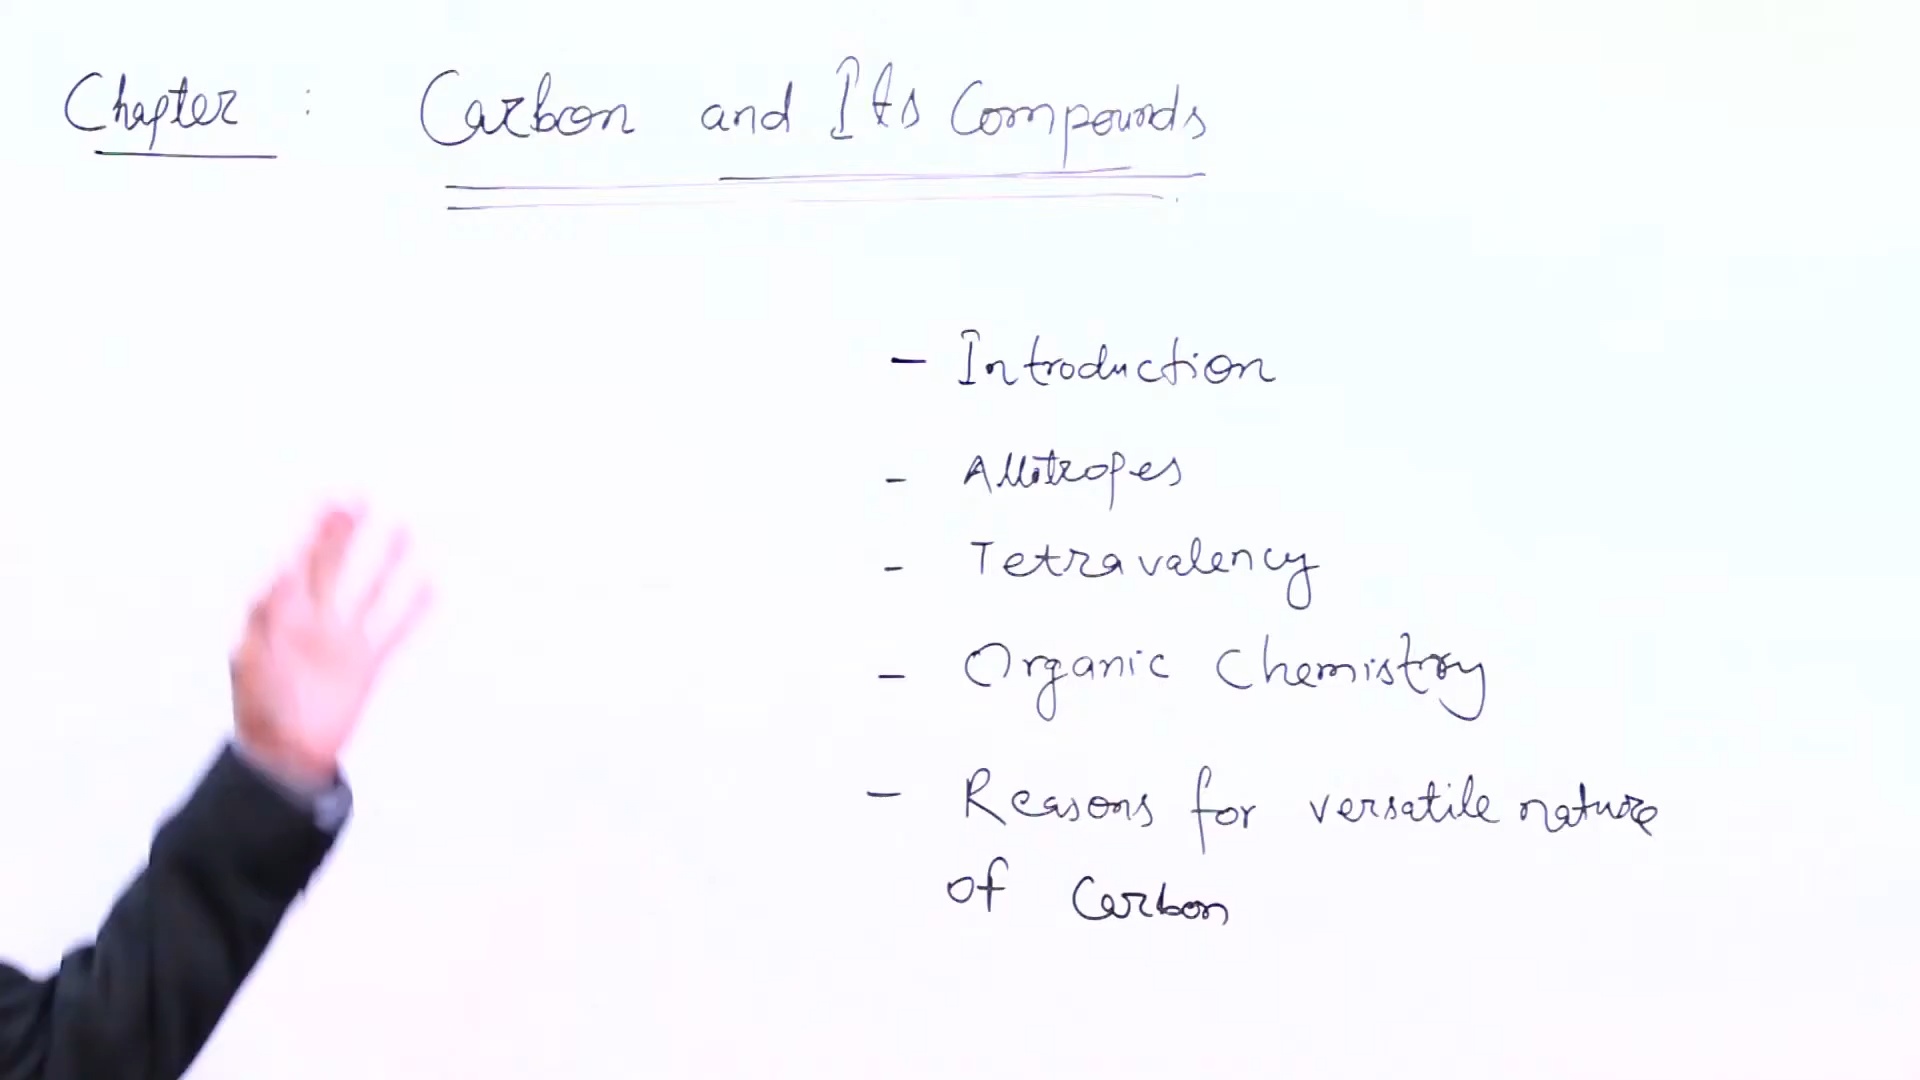 Chapter : Carbon and Its Compounds
- Introduction
- Allotropes
- Tetravalency
- Organic Chemistry
- Reasons for versatile nature
of Carbon